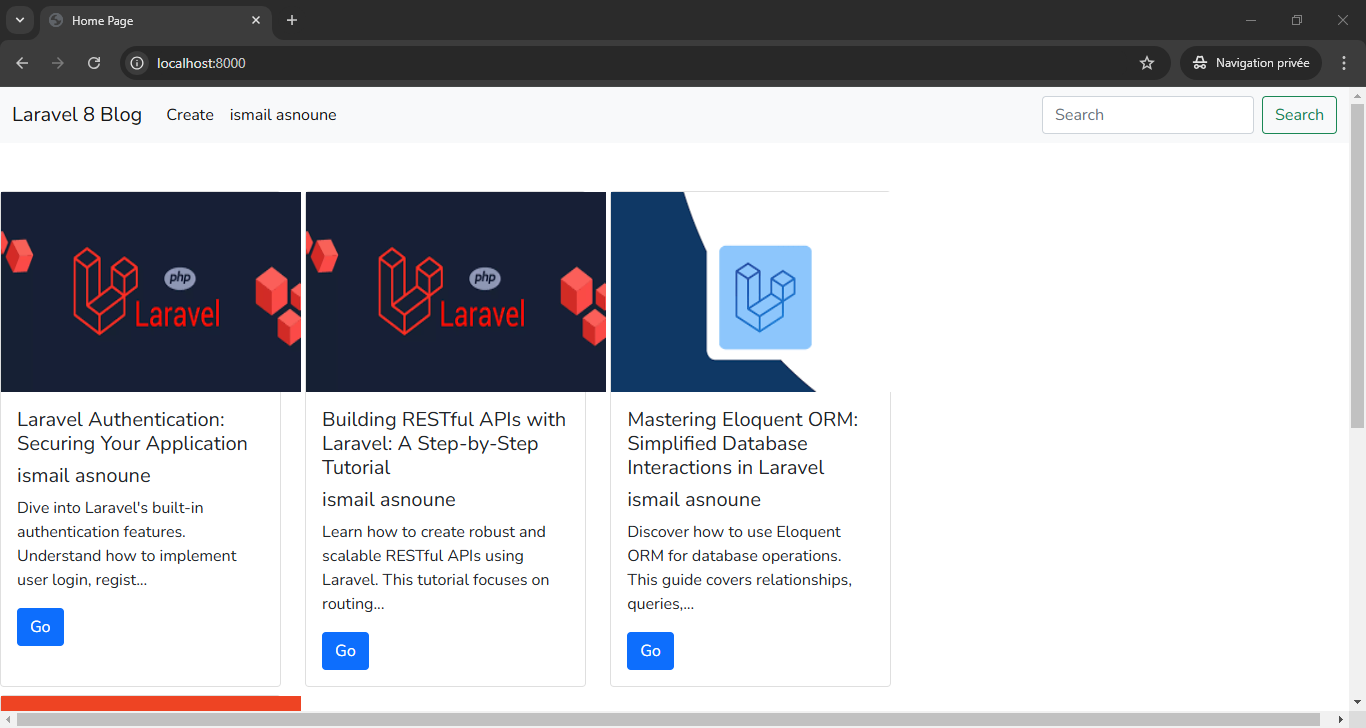 Home Page
localhost:8000
Navigation privée
Laravel 8 Blog
Create
ismail asnoune
Search
Search
php
Laravel
php
Laravel
Laravel Authentication:
Securing Your Application
ismail asnoune
Dive into Laravel's built-in
authentication features.
Understand how to implement
user login, regist...
Go
Building RESTful APIs with
Laravel: A Step-by-Step
Tutorial
ismail asnoune
Learn how to create robust and
scalable RESTful APIs using
Laravel. This tutorial focuses on
routing...
Go
Mastering Eloquent ORM:
Simplified Database
Interactions in Laravel
ismail asnoune
Discover how to use Eloquent
ORM for database operations.
This guide covers relationships,
queries,...
Go